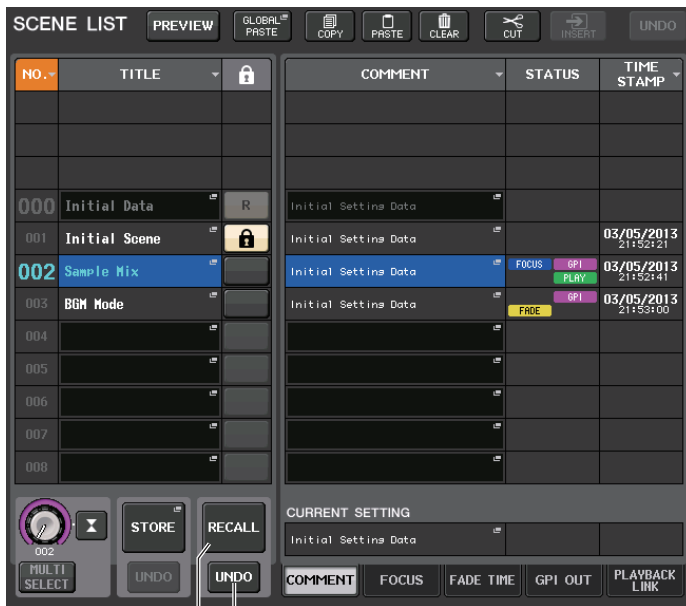 SCENE LIST PREVIEW GLOBAL PASTE COPY PASTE CLEAR CUT INSERT UNDO
NO. TITLE COMMENT STATUS TIME STAMP
000 Initial Data R Initial Setting Data
001 Initial Scene Initial Setting Data 03/05/2013 21:52:21
002 Sample Mix Initial Setting Data FOCUS GPI PLAY 03/05/2013 21:52:41
003 BGM Mode Initial Setting Data GPI FADE 03/05/2013 21:53:00
004
005
006
007
008
002
STORE RECALL
CURRENT SETTING
Initial Setting Data
MULTI SELECT UNDO UNDO COMMENT FOCUS FADE TIME GPI OUT PLAYBACK LINK